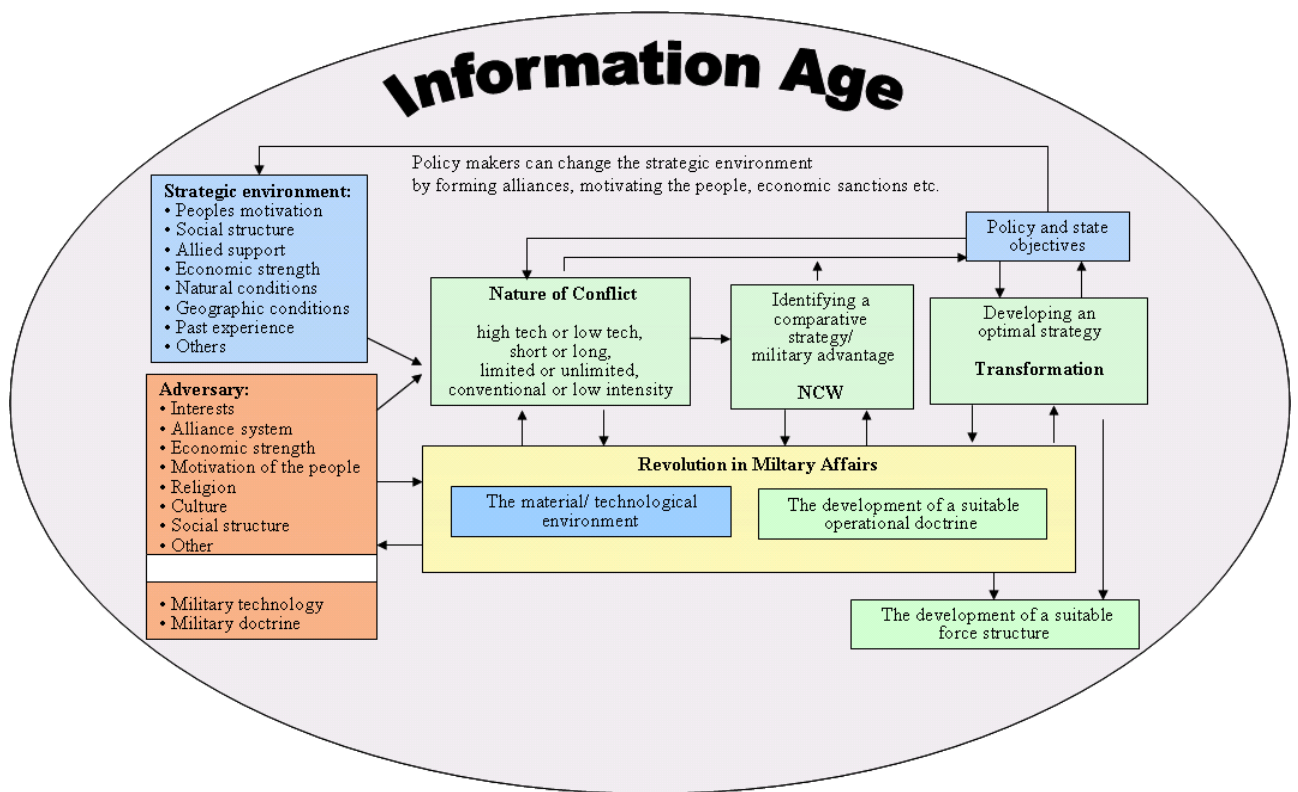 Information Age
Policy makers can change the strategic environment
by forming alliances, motivating the people, economic sanctions etc.
Strategic environment:
• Peoples motivation
• Social structure
• Allied support
• Economic strength
• Natural conditions
• Geographic conditions
• Past experience
• Others
Policy and state
objectives
Nature of Conflict
high tech or low tech,
short or long,
limited or unlimited,
conventional or low intensity
Identifying a
comparative
strategy/
military advantage
NCW
Developing an
optimal strategy
Transformation
Adversary:
• Interests
• Alliance system
• Economic strength
• Motivation of the people
• Religion
• Culture
• Social structure
• Other
• Military technology
• Military doctrine
Revolution in Miltary Affairs
The material/ technological
environment
The development of a suitable
operational doctrine
The development of a suitable
force structure